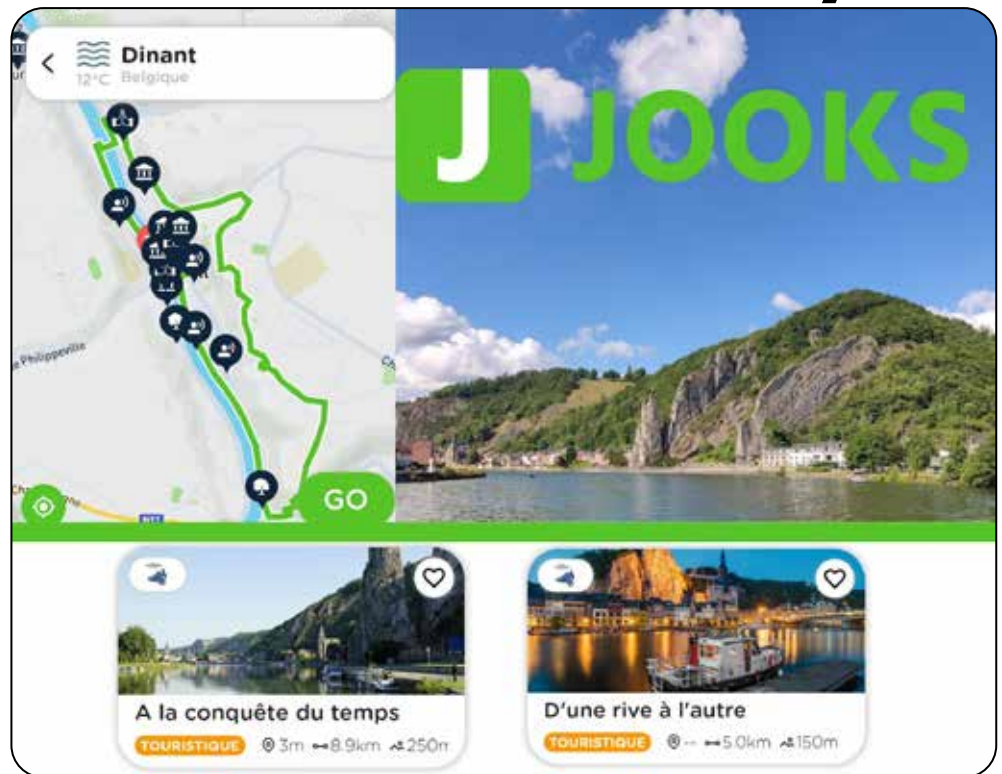 Dinant
12°C Belgique
J JOOKS
Philippeville
GO
A la conquête du temps
TOURISTIQUE 3m 8.9km 250m
D'une rive à l'autre
TOURISTIQUE -- 5.0km 150m